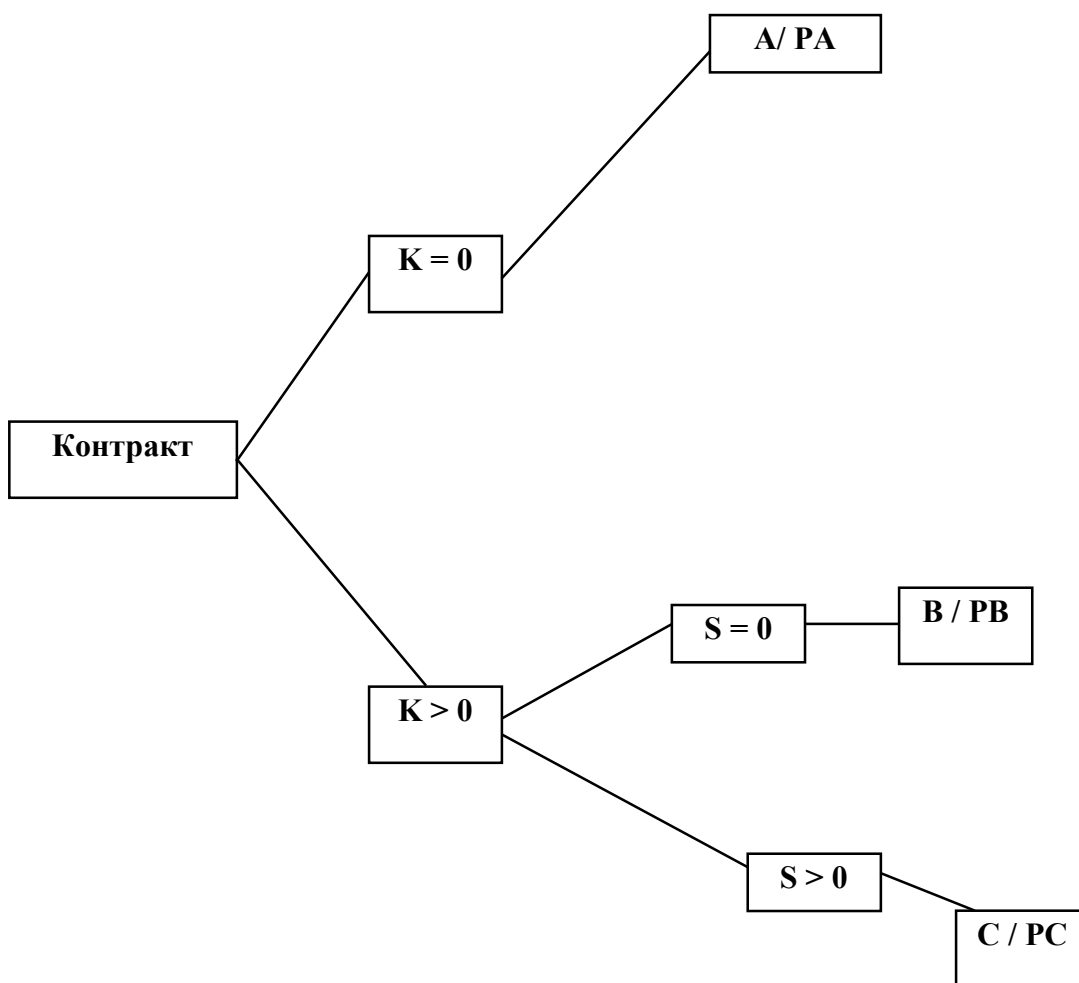 A/ PA
K = 0
Контракт
B / PB
S = 0
K > 0
S > 0
C / PC